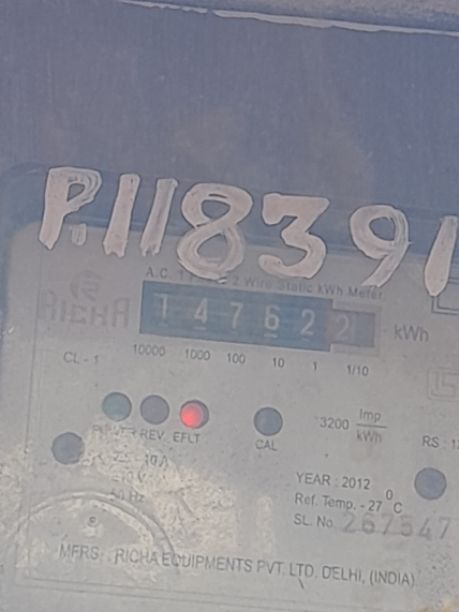 P.118391
A.C. 1 2 Wire Static kWh Meter
RICHA
147622 kWh
CL - 1 10000 1000 100 10 1 1/10
REV. EFLT CAL
3200 Imp/kWh
RS :
YEAR : 2012
Ref. Temp. - 27 °C
SL. No. 267547
MFRS. RICHA EQUIPMENTS PVT. LTD. DELHI, (INDIA)